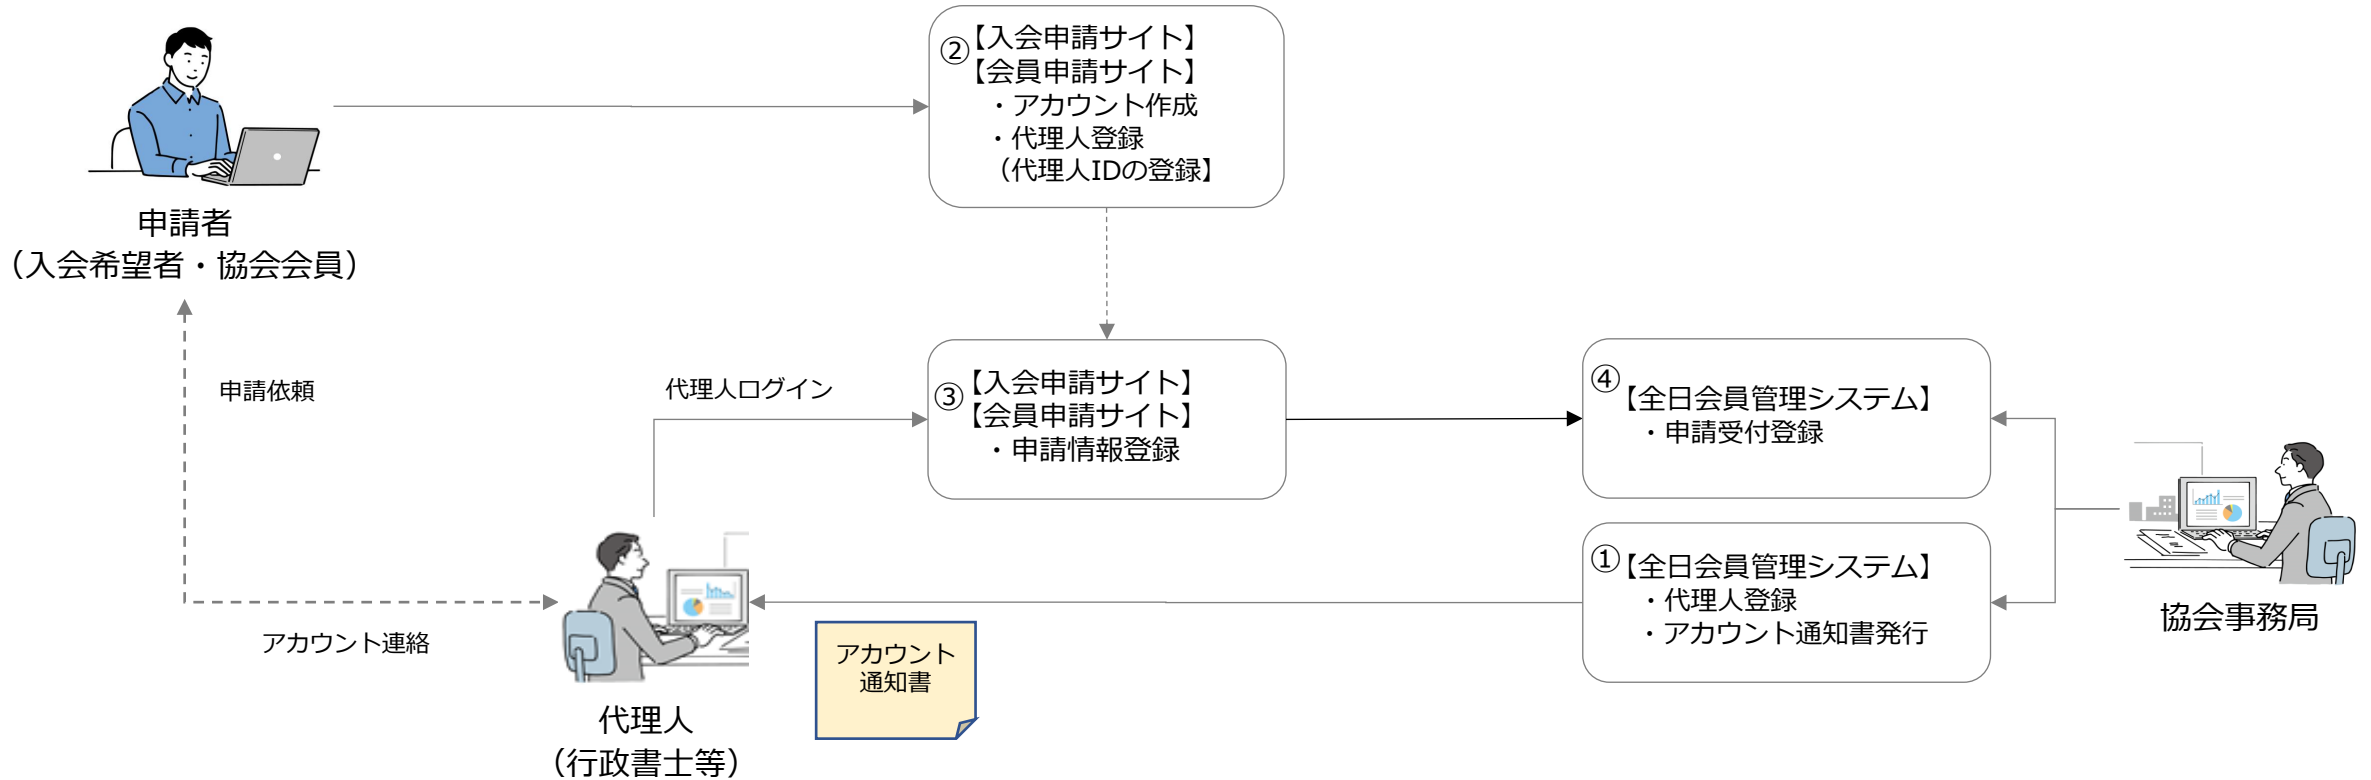 ②【入会申請サイト】
【会員申請サイト】
・アカウント作成
・代理人登録
（代理人IDの登録】
申請者
（入会希望者・協会会員）
申請依頼
アカウント連絡
代理人ログイン
③【入会申請サイト】
【会員申請サイト】
・申請情報登録
④【全日会員管理システム】
・申請受付登録
①【全日会員管理システム】
・代理人登録
・アカウント通知書発行
協会事務局
アカウント
通知書
代理人
（行政書士等）